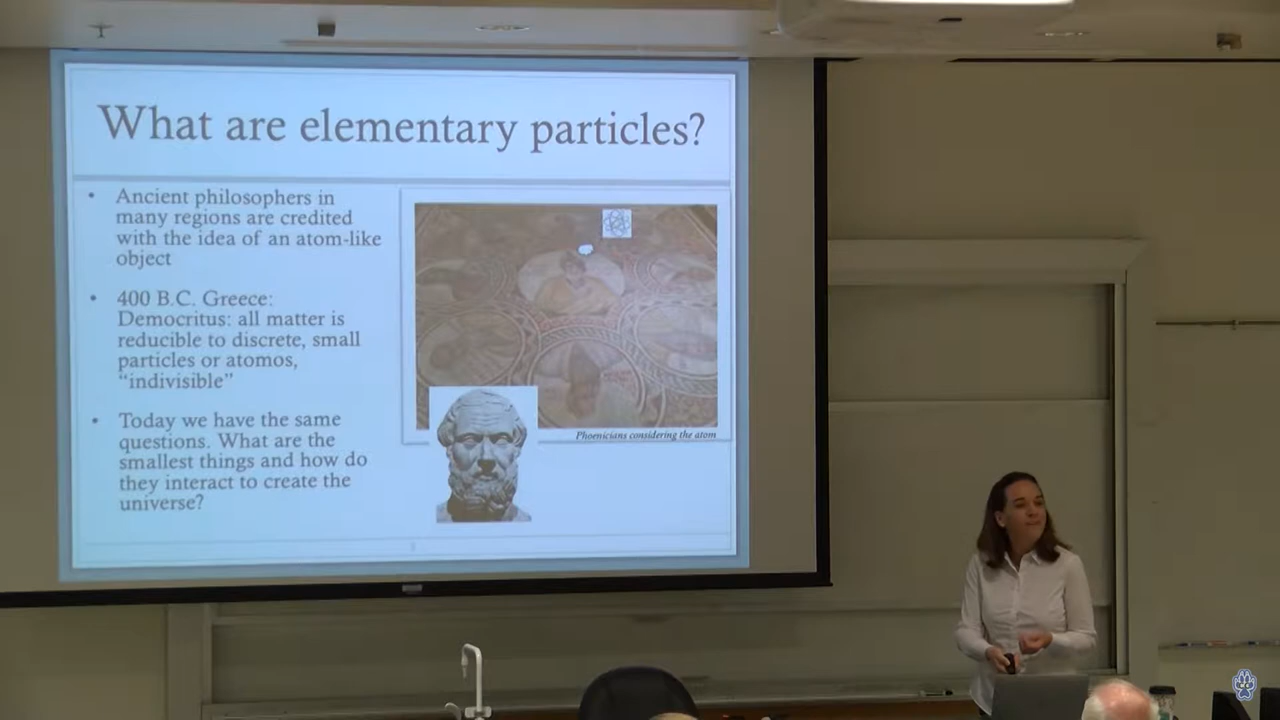 What are elementary particles?
• Ancient philosophers in
many regions are credited
with the idea of an atom-like
object
• 400 B.C. Greece:
Democritus: all matter is
reducible to discrete, small
particles or atomos,
“indivisible”
• Today we have the same
questions. What are the
smallest things and how do
they interact to create the
universe?
Phoenicians considering the atom